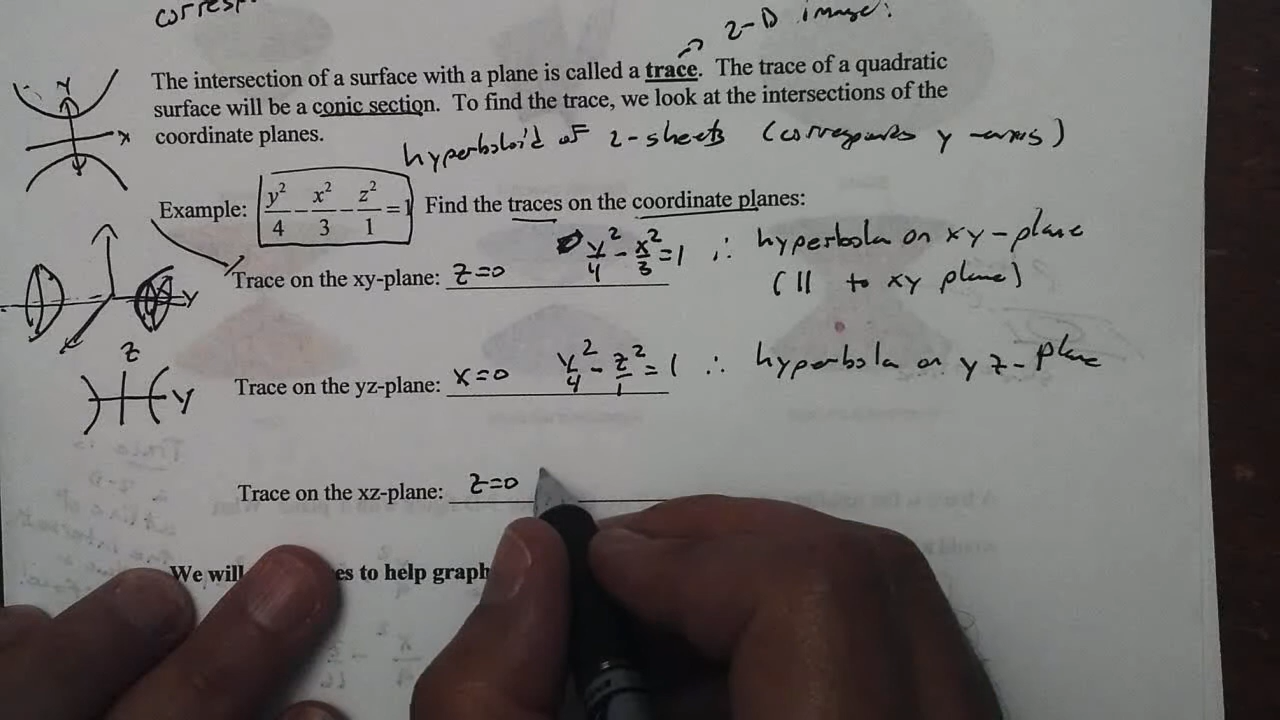 corresp
2-D image:
The intersection of a surface with a plane is called a trace. The trace of a quadratic
surface will be a conic section. To find the trace, we look at the intersections of the
coordinate planes.
hyperboloid of 2-sheets (corresponds y-axis)
Y
X
Example: y²/4 - x²/3 - z²/1 = 1 Find the traces on the coordinate planes:
Trace on the xy-plane: z=0 y²/4 - x²/3 = 1 ∴ hyperbola on xy-plane
(|| to xy plane)
Y
Z
Y
Trace on the yz-plane: x=0 y²/4 - z²/1 = 1 ∴ hyperbola on yz-plane
Trace on the xz-plane: z=0
We will es to help graph